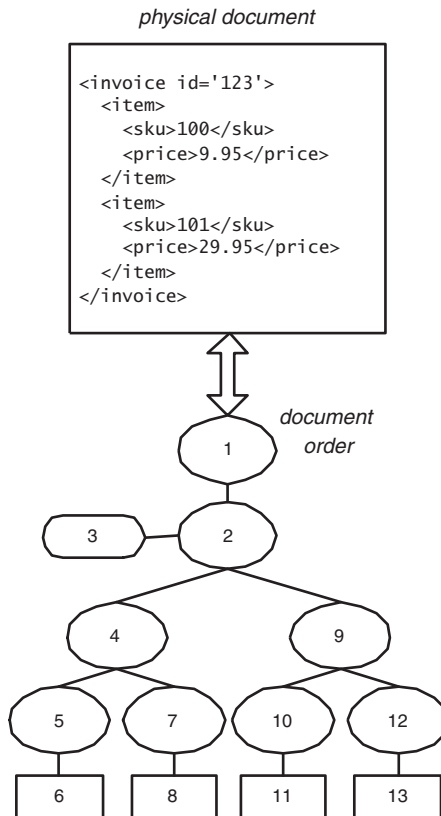 physical document
<invoice id='123'>
<item>
<sku>100</sku>
<price>9.95</price>
</item>
<item>
<sku>101</sku>
<price>29.95</price>
</item>
</invoice>
document
order
1
3
2
4
9
5
7
10
12
6
8
11
13